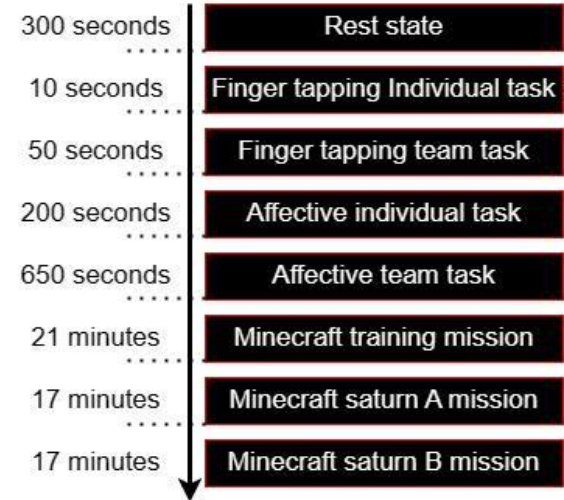 300 seconds Rest state
10 seconds Finger tapping Individual task
50 seconds Finger tapping team task
200 seconds Affective individual task
650 seconds Affective team task
21 minutes Minecraft training mission
17 minutes Minecraft saturn A mission
17 minutes Minecraft saturn B mission